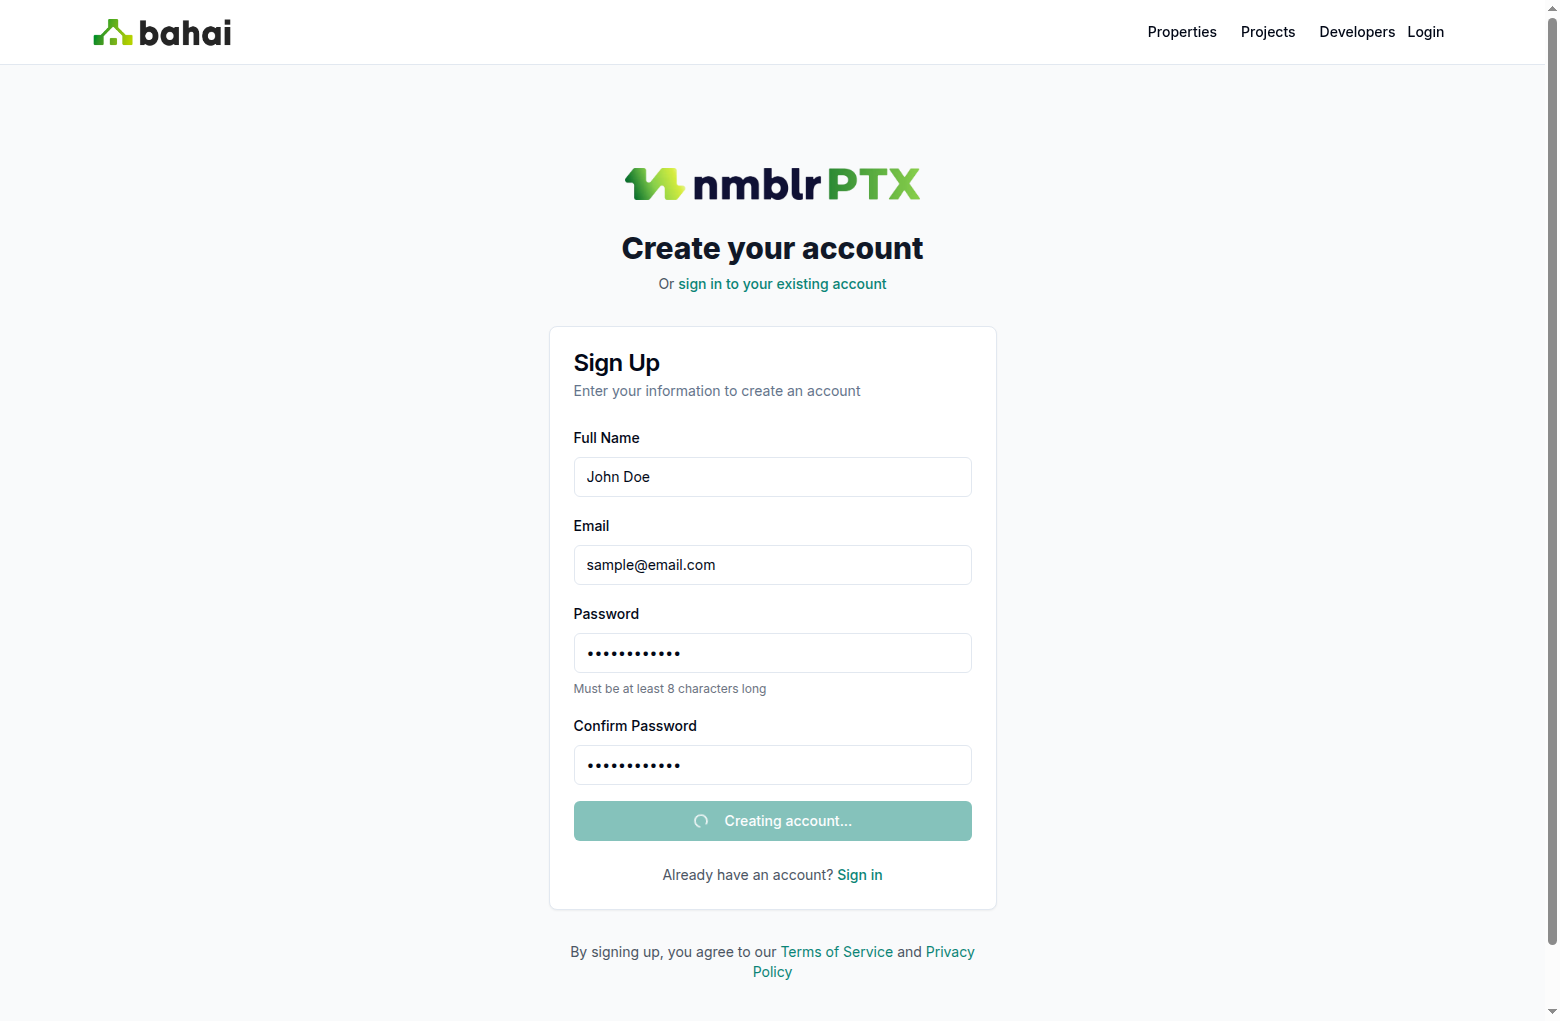 bahai
Properties Projects Developers Login
nmblr PTX
Create your account
Or sign in to your existing account
Sign Up
Enter your information to create an account
Full Name
John Doe
Email
sample@email.com
Password
••••••••••••
Must be at least 8 characters long
Confirm Password
••••••••••••
Creating account...
Already have an account? Sign in
By signing up, you agree to our Terms of Service and Privacy
Policy